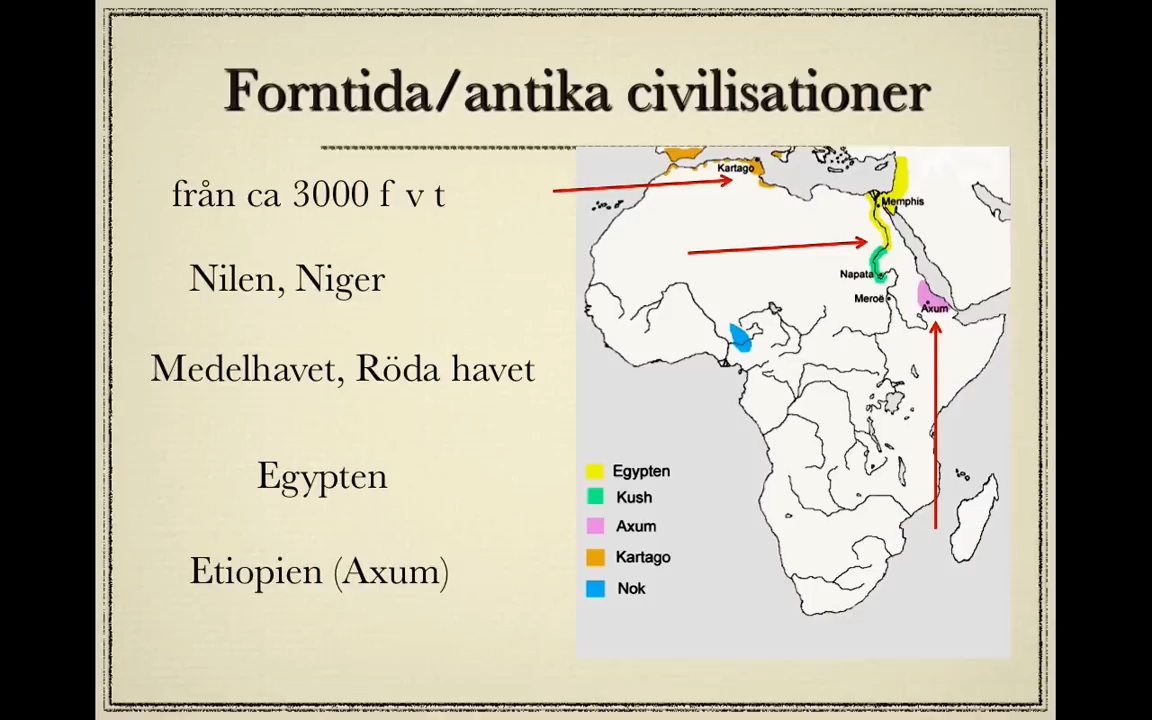 Forntida/antika civilisationer
från ca 3000 f v t
Nilen, Niger
Medelhavet, Röda havet
Egypten
Etiopien (Axum)
Kartago
Memphis
Napata
Meroë
Axum
Egypten
Kush
Axum
Kartago
Nok